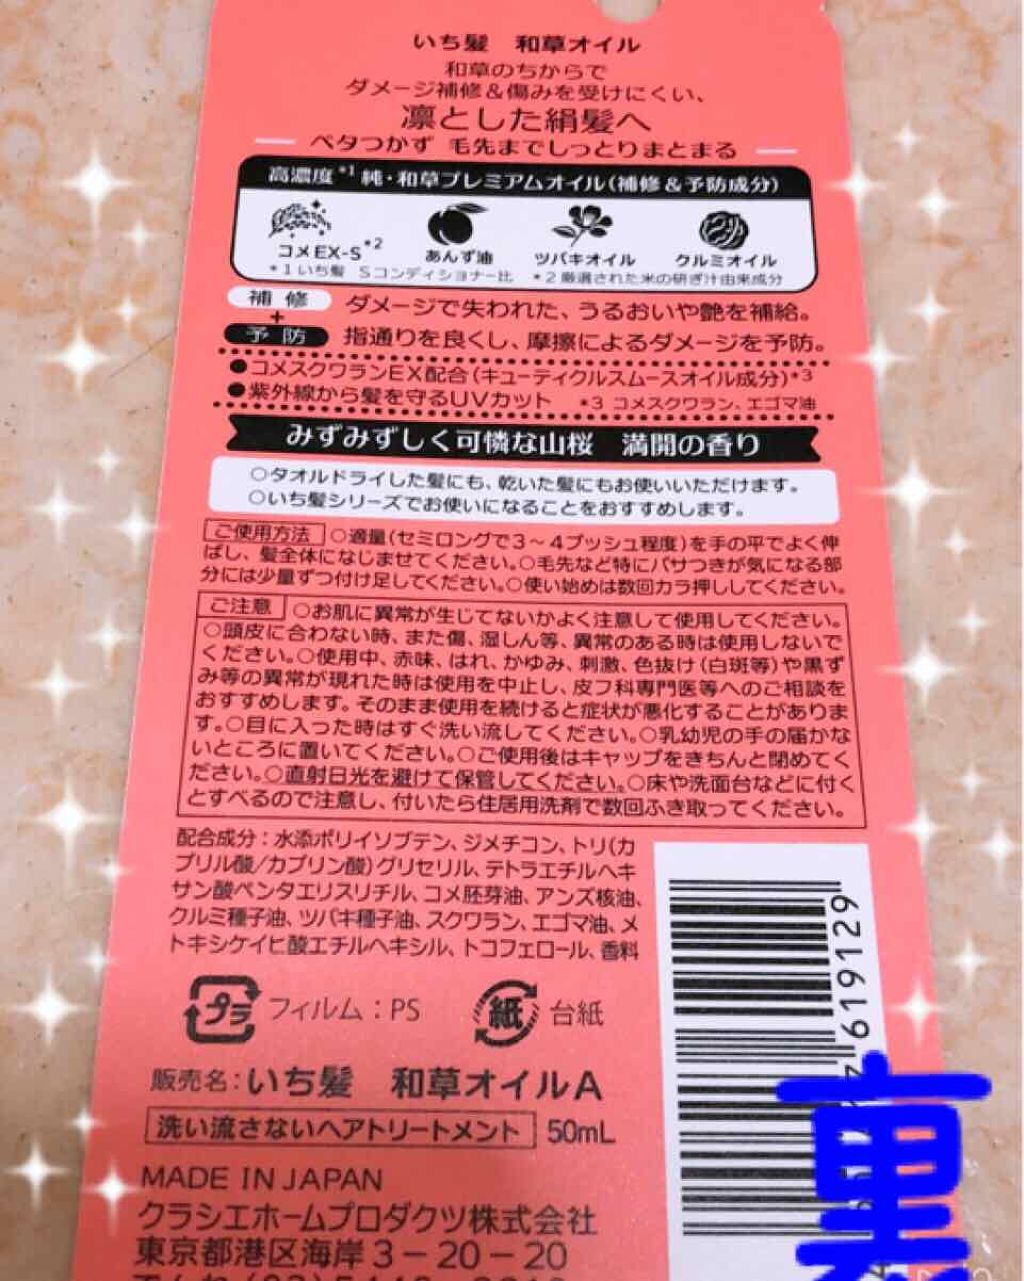 いち髪 和草オイル
和草のちからで
ダメージ補修&傷みを受けにくい、
凛とした絹髪へ
ベタつかず 毛先までしっとりまとまる
高濃度*1 純・和草プレミアムオイル(補修&予防成分)
コメEX-S*2 あんず油 ツバキオイル クルミオイル
*1 いち髪 Sコンディショナー比 *2 厳選された米の研ぎ汁由来成分
補修 ダメージで失われた、うるおいや艶を補給。
+
予防 指通りを良くし、摩擦によるダメージを予防。
●コメスクワランEX配合(キューティクルスムースオイル成分)*3
●紫外線から髪を守るUVカット *3 コメスクワラン、エゴマ油
みずみずしく可憐な山桜 満開の香り
○タオルドライした髪にも、乾いた髪にもお使いいただけます。
○いち髪シリーズでお使いになることをおすすめします。
ご使用方法 ○適量(セミロングで3～4プッシュ程度)を手の平でよく伸
ばし、髪全体になじませてください。○毛先など特にパサつきが気になる部
分には少量ずつ付け足してください。○使い始めは数回カラ押ししてください。
ご注意 ○お肌に異常が生じてないかよく注意して使用してください。
○頭皮に合わない時、また傷、湿しん等、異常のある時は使用しないで
ください。○使用中、赤味、はれ、かゆみ、刺激、色抜け(白斑等)や黒ず
み等の異常が現れた時は使用を中止し、皮フ科専門医等へのご相談を
おすすめします。そのまま使用を続けると症状が悪化することがありま
す。○目に入った時はすぐ洗い流してください。○乳幼児の手の届かな
いところに置いてください。○ご使用後はキャップをきちんと閉めてく
ださい。○直射日光を避けて保管してください。○床や洗面台などに付く
とすべるので注意し、付いたら住居用洗剤で数回ふき取ってください。
配合成分:水添ポリイソブテン、ジメチコン、トリ(カ
プリル酸/カプリン酸)グリセリル、テトラエチルヘキ
サン酸ペンタエリスリチル、コメ胚芽油、アンズ核油、
クルミ種子油、ツバキ種子油、スクワラン、エゴマ油、メ
トキシケイヒ酸エチルヘキシル、トコフェロール、香料
プラ フィルム:PS 紙 台紙
619129
販売名:いち髪 和草オイルA
洗い流さないヘアトリートメント 50mL
裏
MADE IN JAPAN
クラシエホームプロダクツ株式会社
東京都港区海岸3-20-20